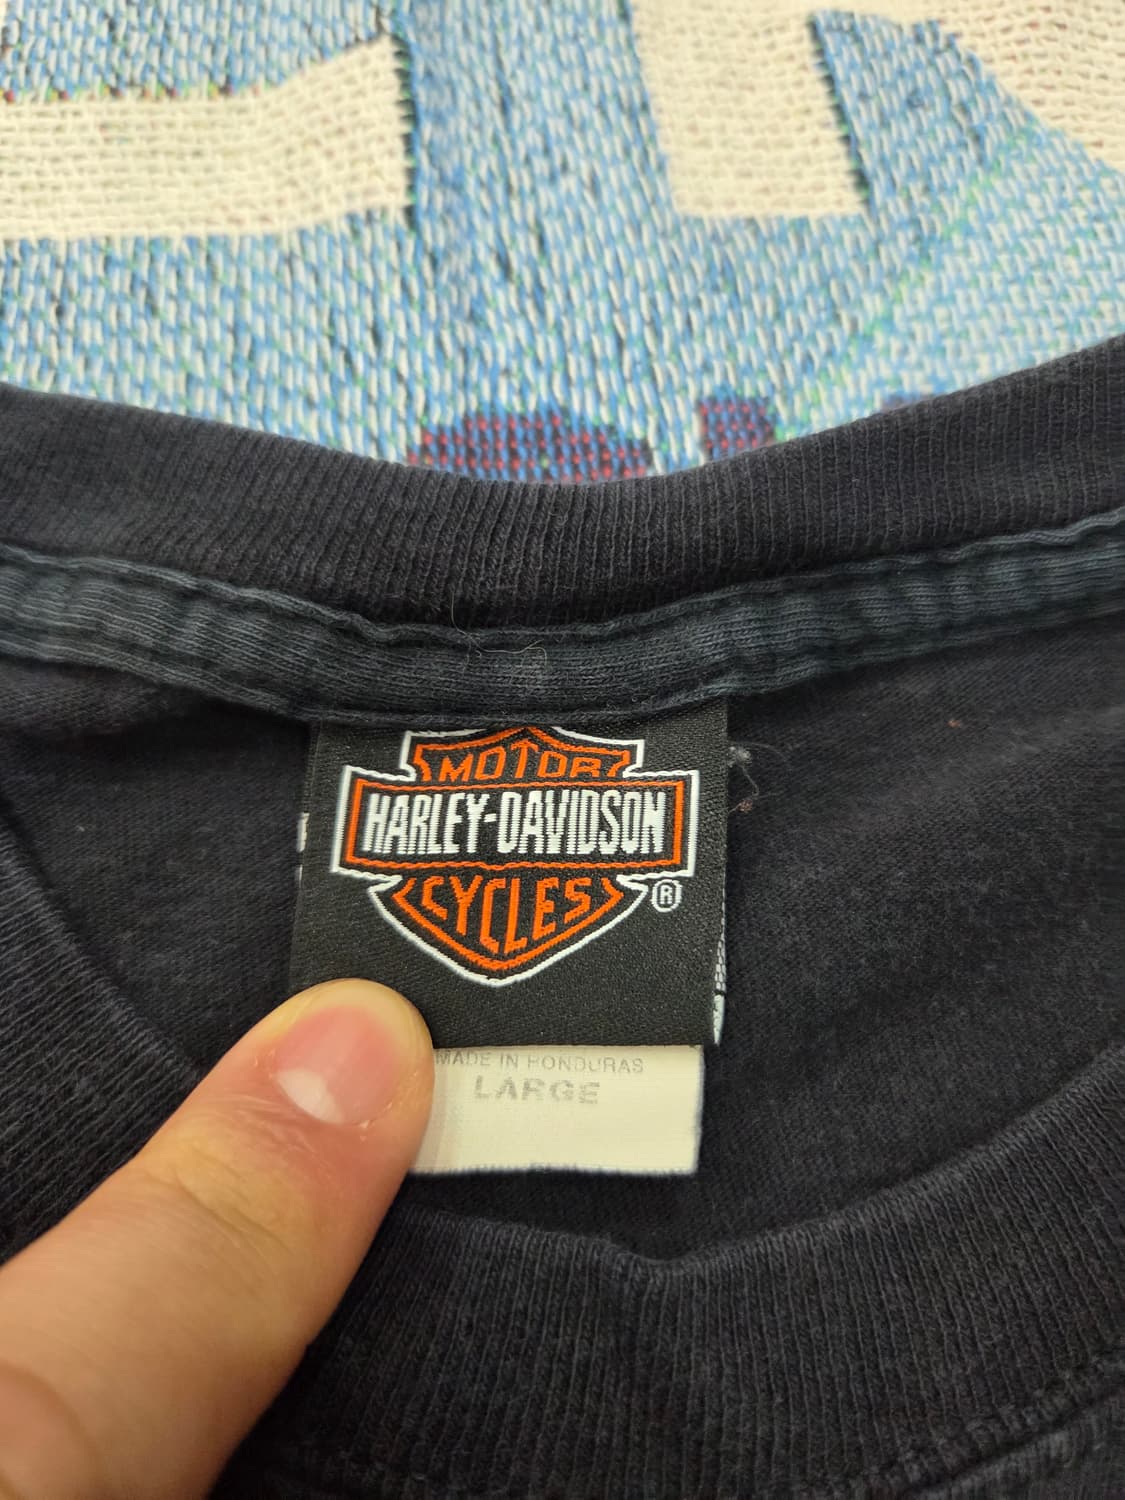 MOTOR
HARLEY-DAVIDSON
CYCLES
®
MADE IN HONDURAS
LARGE